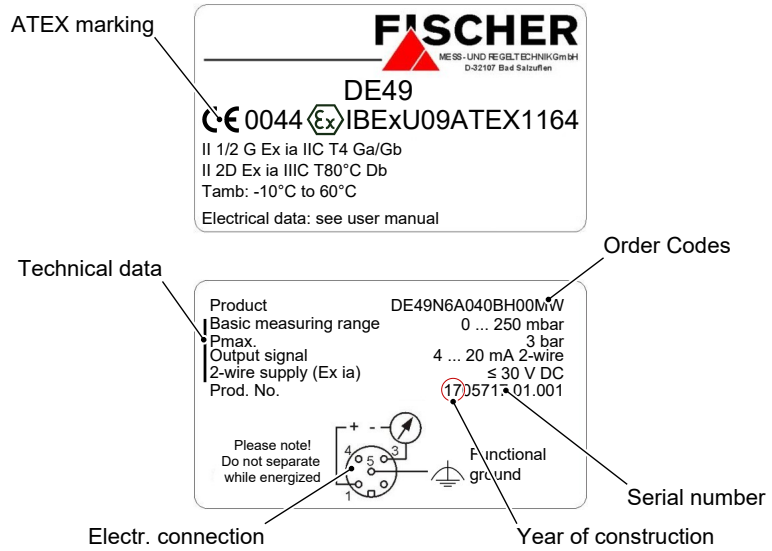 ATEX marking
FISCHER
MESS- UND REGELTECHNIK GmbH
D-32107 Bad Salzuflen
DE49
CE 0044 Ex IBExU09ATEX1164
II 1/2 G Ex ia IIC T4 Ga/Gb
II 2D Ex ia IIIC T80°C Db
Tamb: -10°C to 60°C
Electrical data: see user manual
Order Codes
Technical data
Product DE49N6A040BH00MW
Basic measuring range 0 ... 250 mbar
Pmax. 3 bar
Output signal 4 ... 20 mA 2-wire
2-wire supply (Ex ia) ≤ 30 V DC
Prod. No. 1705717.01.001
+ -
Please note!
Do not separate
while energized
4 5 3
1
Functional
ground
Serial number
Electr. connection
Year of construction